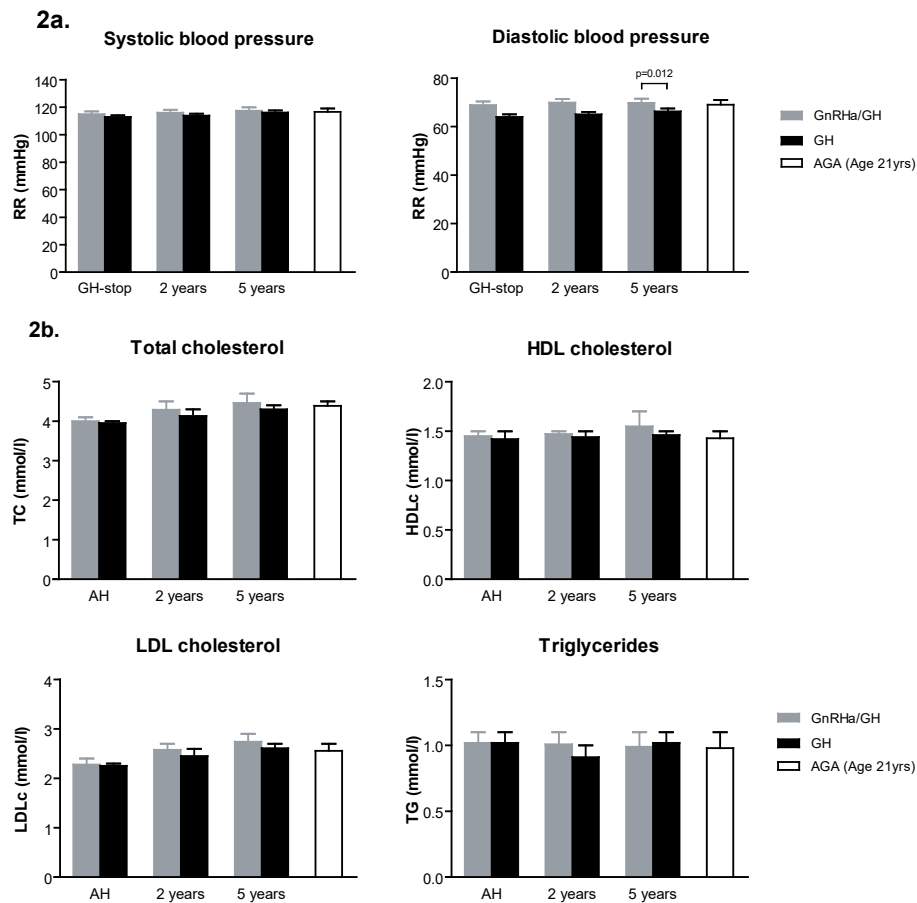 2a.
Systolic blood pressure
RR (mmHg)
140
120
100
80
60
40
20
0
GH-stop
2 years
5 years
Diastolic blood pressure
RR (mmHg)
80
60
40
20
0
p=0.012
GH-stop
2 years
5 years
GnRHa/GH
GH
AGA (Age 21yrs)
2b.
Total cholesterol
TC (mmol/l)
5
4
3
2
1
0
AH
2 years
5 years
HDL cholesterol
HDLc (mmol/l)
2.0
1.5
1.0
0.5
0.0
AH
2 years
5 years
LDL cholesterol
LDLc (mmol/l)
4
3
2
1
0
AH
2 years
5 years
Triglycerides
TG (mmol/l)
1.5
1.0
0.5
0.0
AH
2 years
5 years
GnRHa/GH
GH
AGA (Age 21yrs)